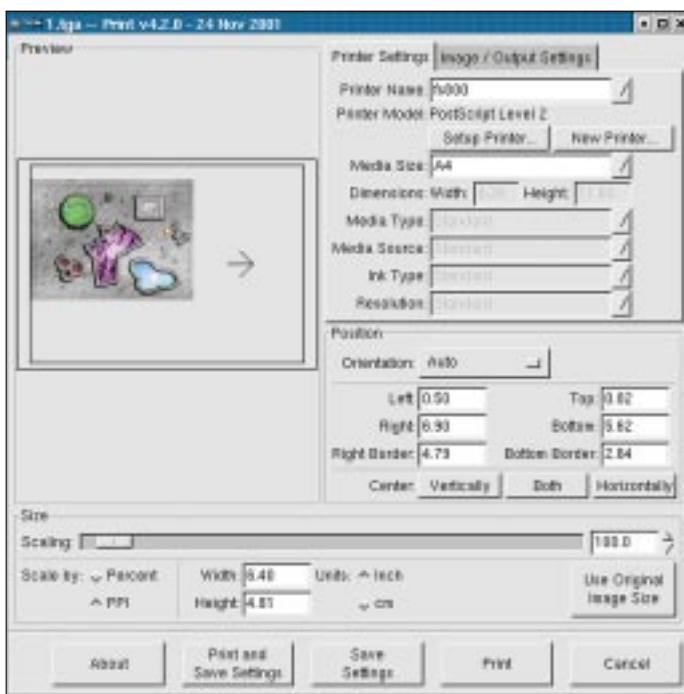 1.tga -- Print v4.2.0 - 24 Nov 2001
Preview
Printer Settings
Image / Output Settings
Printer Name:
Printer Model: PostScript Level 2
Setup Printer...
New Printer...
Media Size: A4
Dimensions: Width: Height:
Media Type: Standard
Media Source: Standard
Ink Type: Standard
Resolution: Standard
Position
Orientation: Auto
Left: 0.50 Top: 0.82
Right: 6.90 Bottom: 5.62
Right Border: 4.79 Bottom Border: 2.84
Center: Vertically Both Horizontally
Size
Scaling: 100.0
Scale by: Percent PPI
Width: 6.40
Height: 4.81
Units: Inch cm
Use Original Image Size
About
Print and Save Settings
Save Settings
Print
Cancel